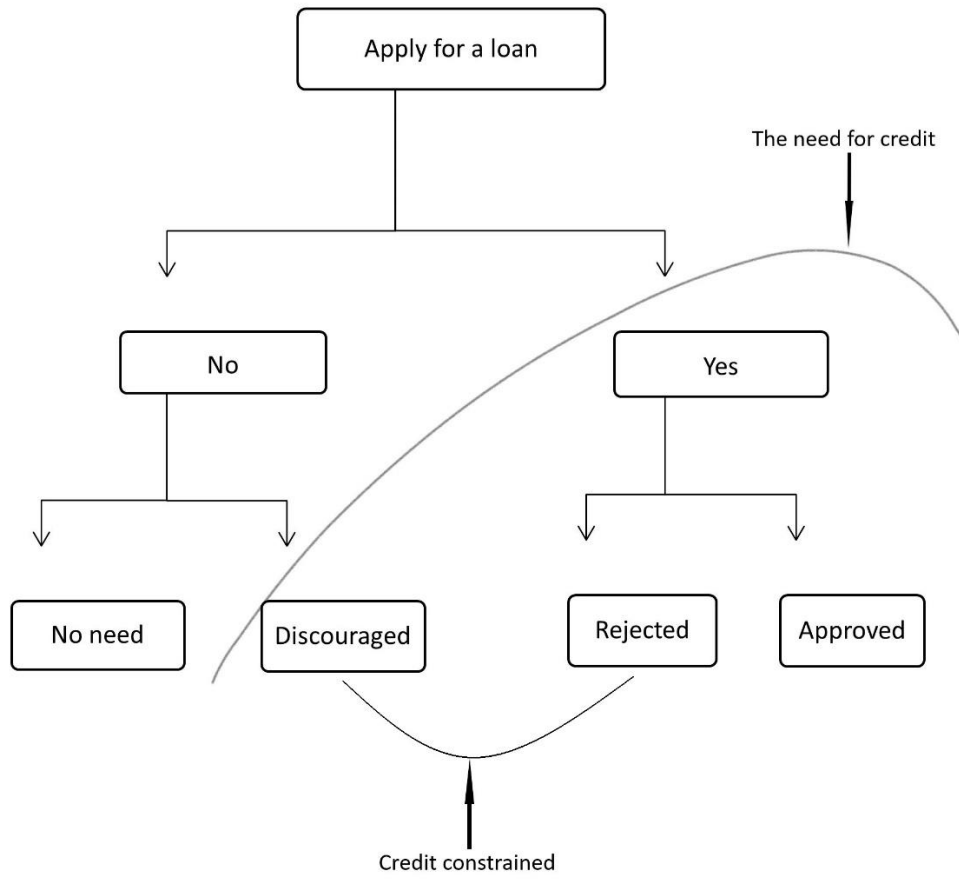 Apply for a loan
The need for credit
No
Yes
No need
Discouraged
Rejected
Approved
Credit constrained